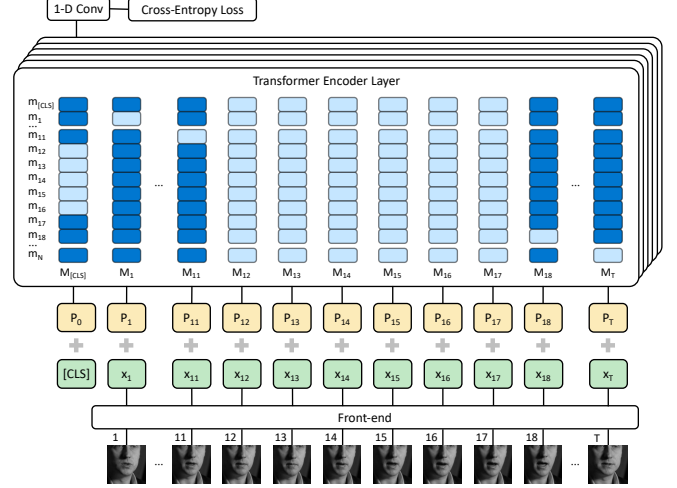 1-D Conv Cross-Entropy Loss
Transformer Encoder Layer
m[CLS]
m1
...
m11
m12
m13
m14
m15
m16
m17
m18
...
mN
... ...
M[CLS] M1 M11 M12 M13 M14 M15 M16 M17 M18 MT
P0 P1 P11 P12 P13 P14 P15 P16 P17 P18 PT
[CLS] x1 x11 x12 x13 x14 x15 x16 x17 x18 xT
Front-end
1 11 12 13 14 15 16 17 18 T
... ...